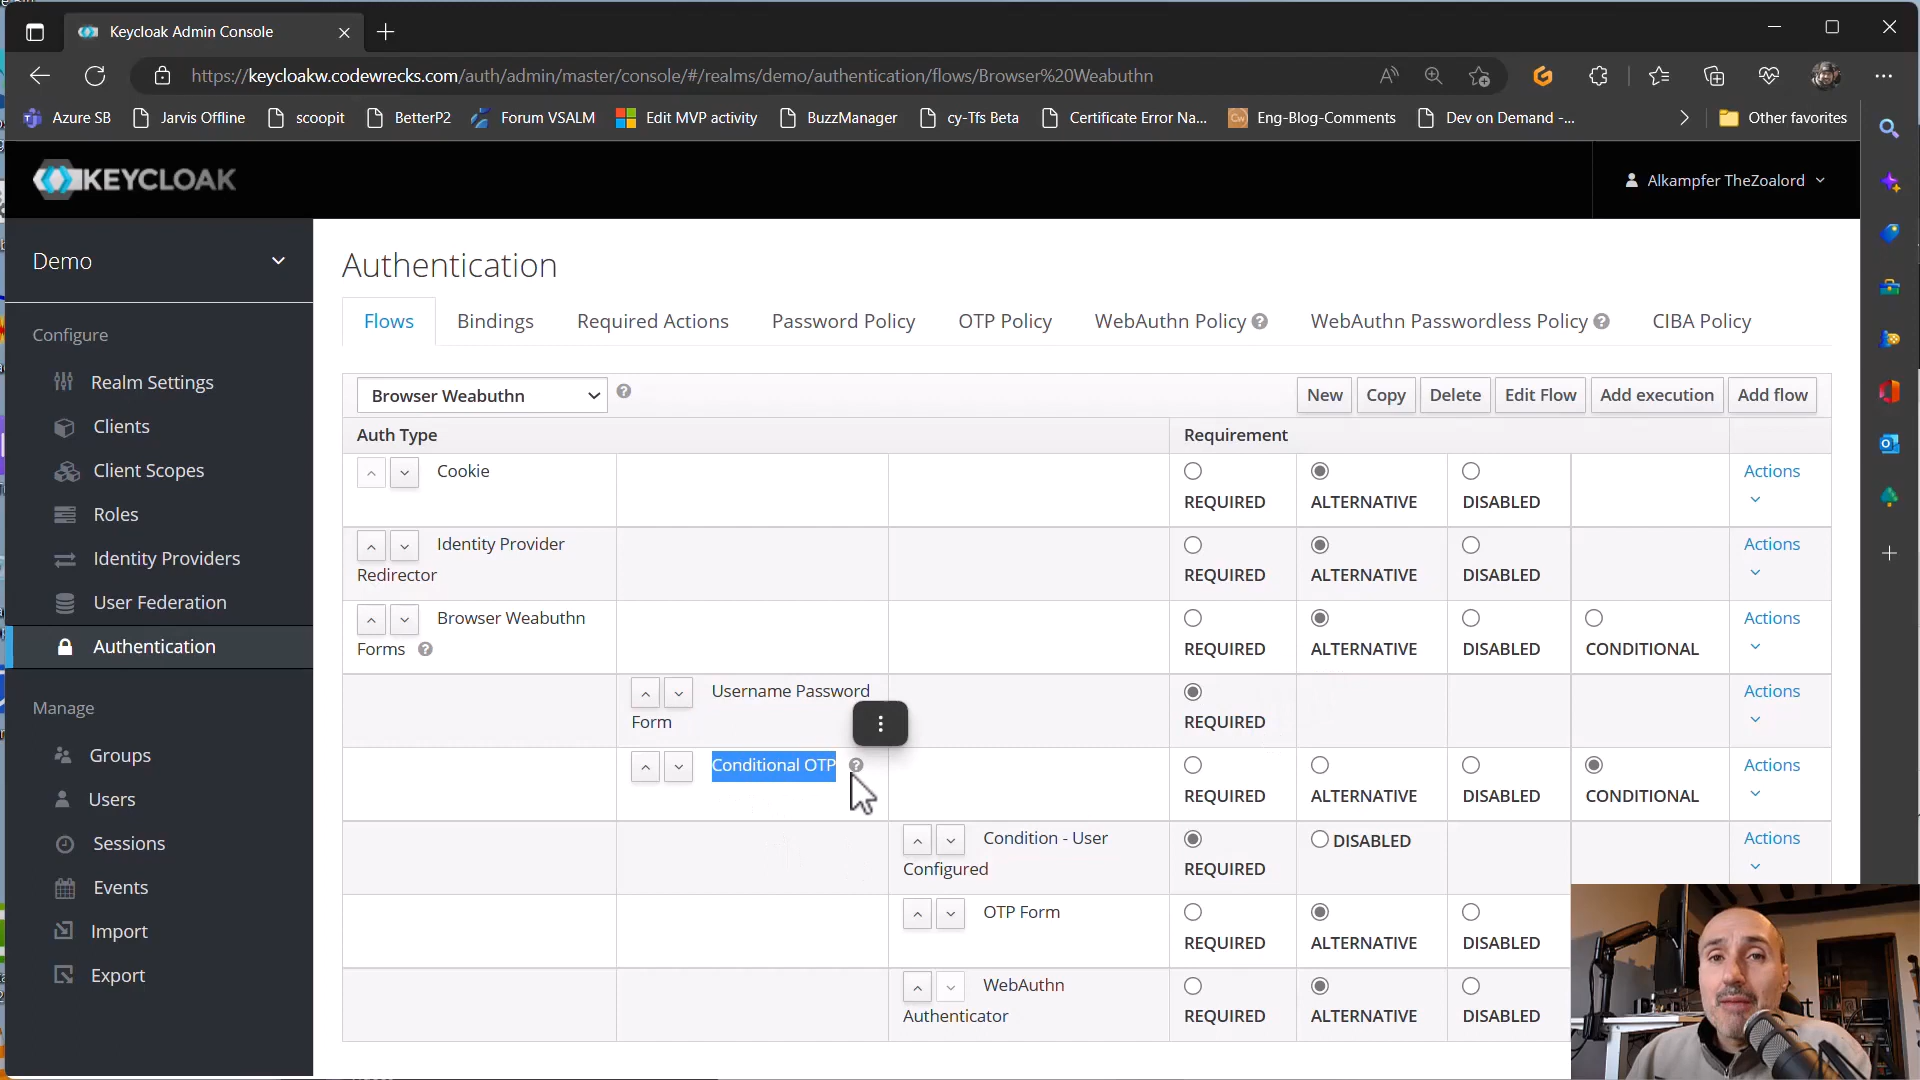 Keycloak Admin Console
https://keycloakw.codewrecks.com/auth/admin/master/console/#/realms/demo/authentication/flows/Browser%20Weabuthn
Azure SB
Jarvis Offline
scoopit
BetterP2
Forum VSALM
Edit MVP activity
BuzzManager
cy-Tfs Beta
Certificate Error Na...
Eng-Blog-Comments
Dev on Demand -...
Other favorites
KEYCLOAK
Alkampfer TheZoalord
Demo
Configure
Realm Settings
Clients
Client Scopes
Roles
Identity Providers
User Federation
Authentication
Manage
Groups
Users
Sessions
Events
Import
Export
Authentication
Flows
Bindings
Required Actions
Password Policy
OTP Policy
WebAuthn Policy
WebAuthn Passwordless Policy
CIBA Policy
Browser Weabuthn
New
Copy
Delete
Edit Flow
Add execution
Add flow
Auth Type
Requirement
Cookie
REQUIRED
ALTERNATIVE
DISABLED
Actions
Identity Provider
Redirector
REQUIRED
ALTERNATIVE
DISABLED
Actions
Browser Weabuthn
Forms
REQUIRED
ALTERNATIVE
DISABLED
CONDITIONAL
Actions
Username Password
Form
REQUIRED
Actions
Conditional OTP
REQUIRED
ALTERNATIVE
DISABLED
CONDITIONAL
Actions
Condition - User
Configured
REQUIRED
DISABLED
Actions
OTP Form
REQUIRED
ALTERNATIVE
DISABLED
WebAuthn
Authenticator
REQUIRED
ALTERNATIVE
DISABLED